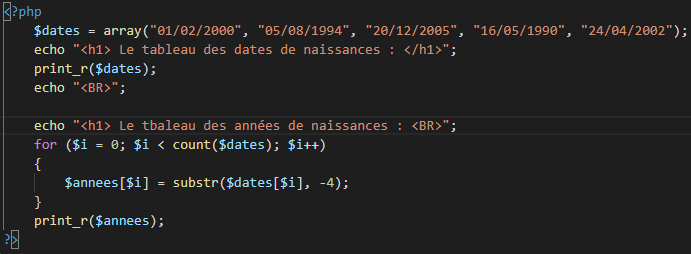 <?php
$dates = array("01/02/2000", "05/08/1994", "20/12/2005", "16/05/1990", "24/04/2002");
echo "<h1> Le tableau des dates de naissances : </h1>";
print_r($dates);
echo "<BR>";
echo "<h1> Le tbaleau des années de naissances : <BR>";
for ($i = 0; $i < count($dates); $i++)
{
$annees[$i] = substr($dates[$i], -4);
}
print_r($annees);
?>